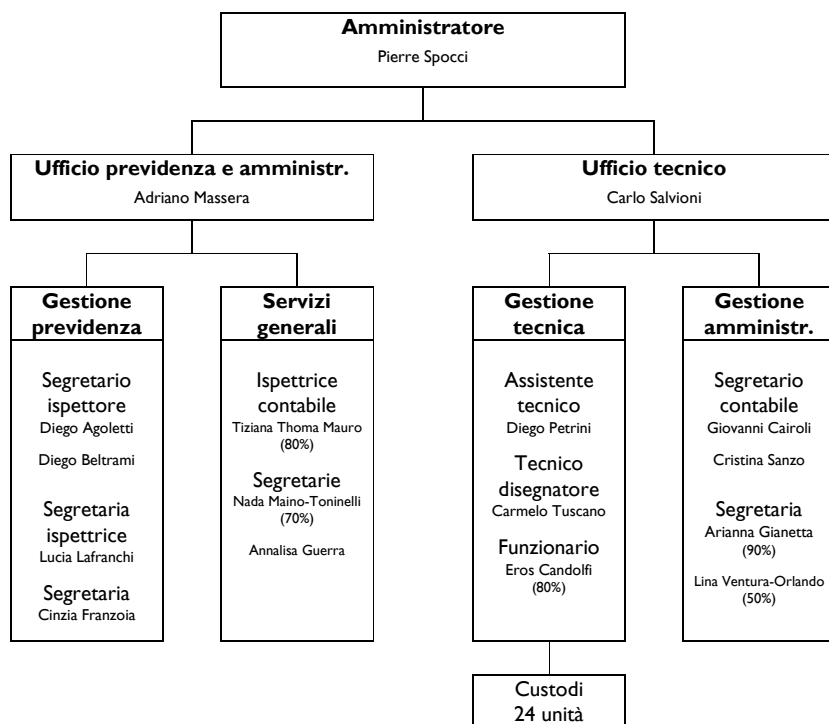 Amministratore
Pierre Spocci
Ufficio previdenza e amministr.
Adriano Massera
Ufficio tecnico
Carlo Salvioni
Gestione
previdenza
Segretario
ispettore
Diego Agoletti
Diego Beltrami
Segretaria
ispettrice
Lucia Lafranchi
Segretaria
Cinzia Franzoia
Servizi
generali
Ispettrice
contabile
Tiziana Thoma Mauro
(80%)
Segretarie
Nada Maino-Toninelli
(70%)
Annalisa Guerra
Gestione
tecnica
Assistente
tecnico
Diego Petrini
Tecnico
disegnatore
Carmelo Tuscano
Funzionario
Eros Candolfi
(80%)
Custodi
24 unità
Gestione
amministr.
Segretario
contabile
Giovanni Cairoli
Cristina Sanzo
Segretaria
Arianna Gianetta
(90%)
Lina Ventura-Orlando
(50%)